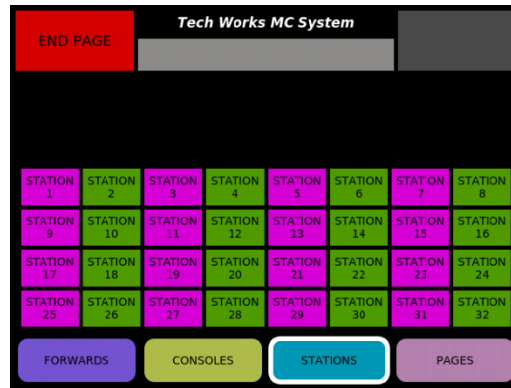 END PAGE
Tech Works MC System
STATION 1
STATION 2
STATION 3
STATION 4
STATION 5
STATION 6
STATION 7
STATION 8
STATION 9
STATION 10
STATION 11
STATION 12
STATION 13
STATION 14
STATION 15
STATION 16
STATION 17
STATION 18
STATION 19
STATION 20
STATION 21
STATION 22
STATION 23
STATION 24
STATION 25
STATION 26
STATION 27
STATION 28
STATION 29
STATION 30
STATION 31
STATION 32
FORWARDS
CONSOLES
STATIONS
PAGES